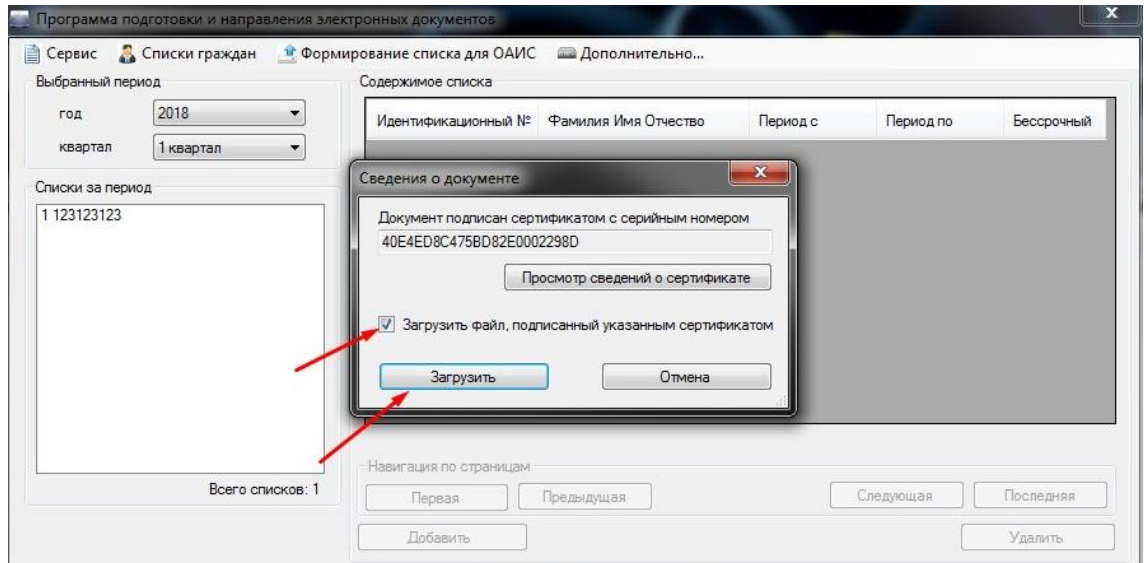 Программа подготовки и направления электронных документов
Сервис Списки граждан Формирование списка для ОАИС Дополнительно...
Выбранный период
год 2018
квартал 1 квартал
Списки за период
1 123123123
Всего списков: 1
Содержимое списка
Идентификационный № Фамилия Имя Отчество Период с Период по Бессрочный
Сведения о документе
Документ подписан сертификатом с серийным номером
40E4ED8C475BD82E0002298D
Просмотр сведений о сертификате
Загрузить файл, подписанный указанным сертификатом
Загрузить Отмена
Навигация по страницам
Первая Предыдущая Следующая Последняя
Добавить Удалить